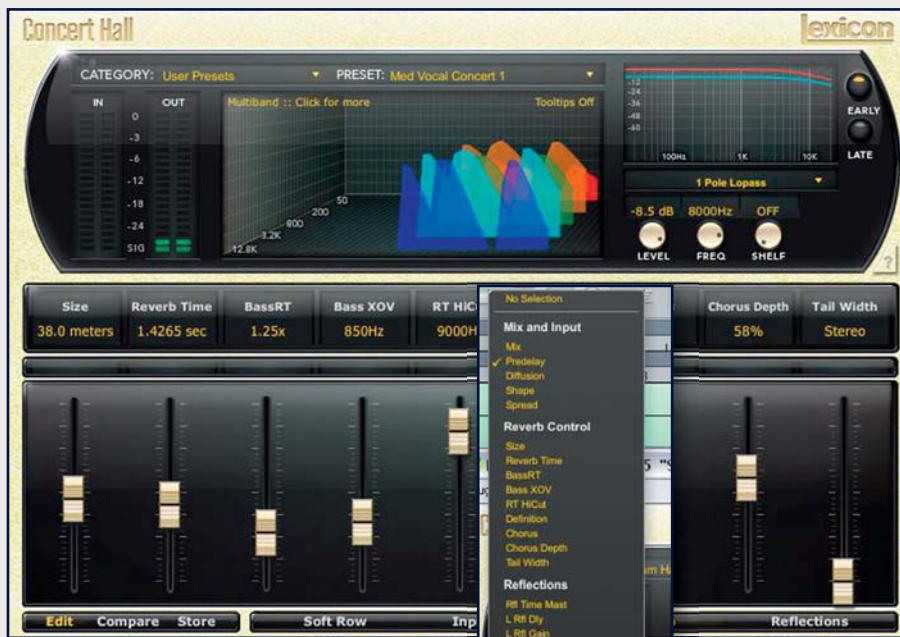 Concert Hall
lexicon
CATEGORY: User Presets
PRESET: Med Vocal Concert 1
IN OUT
0
-3
-6
-12
-18
-24
SIG
Multiband :: Click for more
Tooltips Off
50
200
800
3.2K
12.8K
-12
-24
-36
-48
-60
100Hz 1K 10K
EARLY
LATE
1 Pole Lopass
-8.5 dB 8000Hz OFF
LEVEL FREQ SHELF
?
Size Reverb Time BassRT Bass XOV RT HiC Chorus Depth Tail Width
38.0 meters 1.4265 sec 1.25x 850Hz 9000H 58% Stereo
No Selection
Mix and Input
Mix
✓ Predelay
Diffusion
Shape
Spread
Reverb Control
Size
Reverb Time
BassRT
Bass XOV
RT HiCut
Definition
Chorus
Chorus Depth
Tail Width
Reflections
Rfl Time Mast
L Rfl Dly
L Rfl Gain
Edit Compare Store Soft Row Inp Reflections